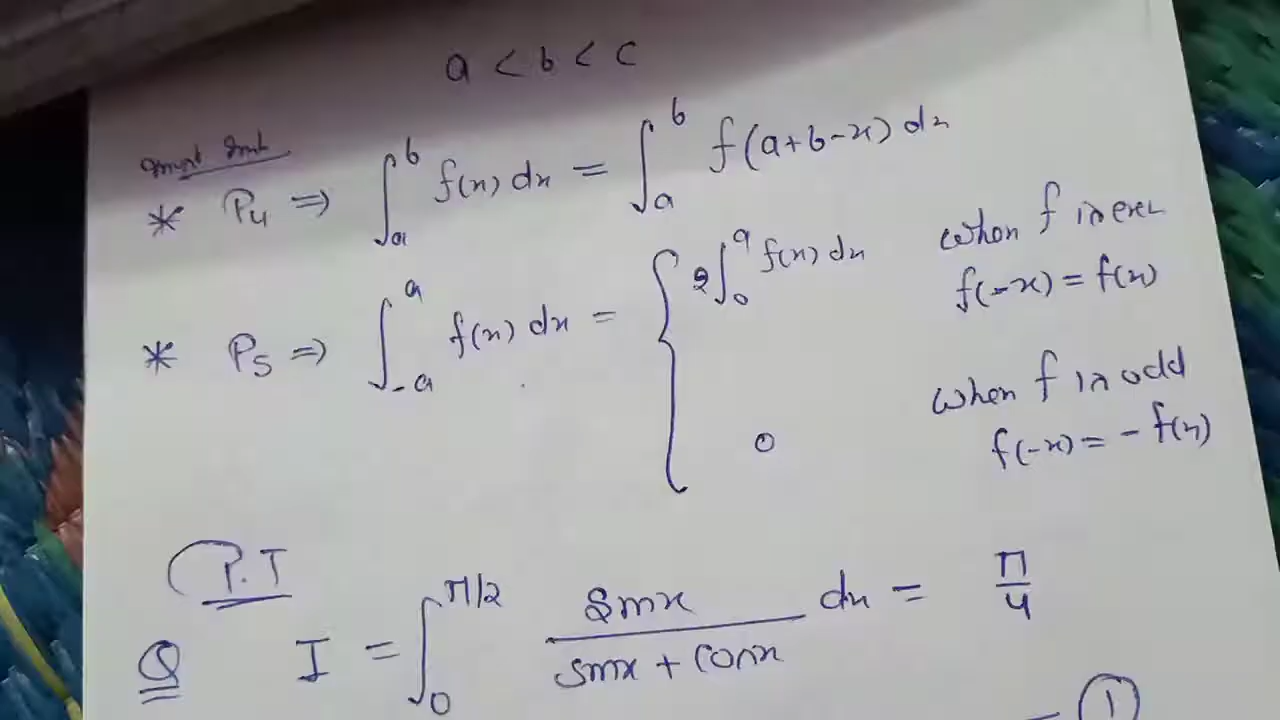 a < b < c
* P4 ⇒ ∫_a^b f(x) dx = ∫_a^b f(a+b-x) dx
* P5 ⇒ ∫_{-a}^{a} f(x) dx = { 2∫_0^a f(x) dx when f is even
f(-x) = f(x)
0 when f is odd
f(-x) = - f(x)
P.T
Q I = ∫_0^{π/2} sinx / (sinx + cosx) dx = π/4
— ①